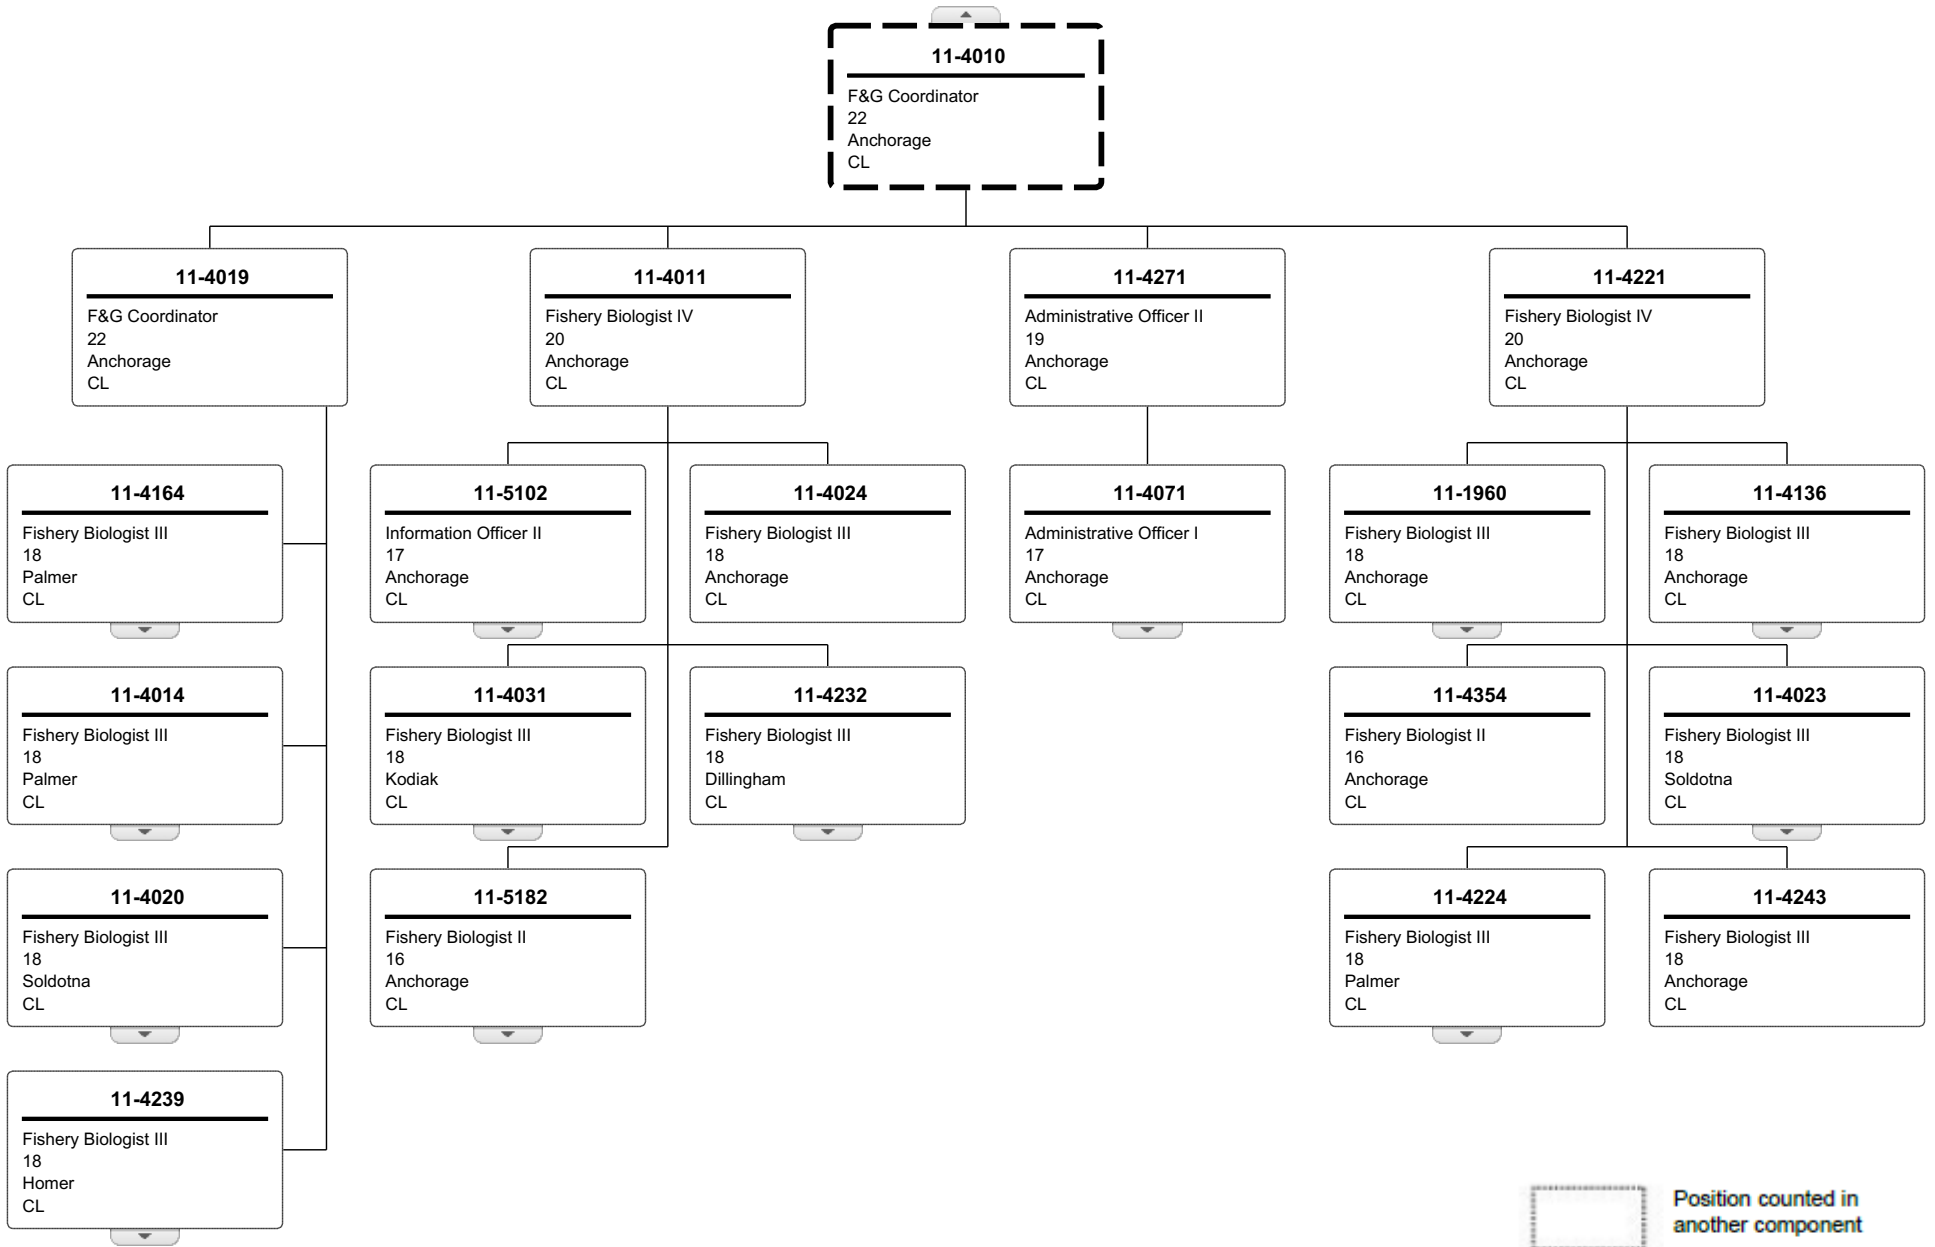 11-4010
F&G Coordinator
22
Anchorage
CL
11-4019
F&G Coordinator
22
Anchorage
CL
11-4011
Fishery Biologist IV
20
Anchorage
CL
11-4271
Administrative Officer II
19
Anchorage
CL
11-4221
Fishery Biologist IV
20
Anchorage
CL
11-4164
Fishery Biologist III
18
Palmer
CL
11-5102
Information Officer II
17
Anchorage
CL
11-4024
Fishery Biologist III
18
Anchorage
CL
11-4071
Administrative Officer I
17
Anchorage
CL
11-1960
Fishery Biologist III
18
Anchorage
CL
11-4136
Fishery Biologist III
18
Anchorage
CL
11-4014
Fishery Biologist III
18
Palmer
CL
11-4031
Fishery Biologist III
18
Kodiak
CL
11-4232
Fishery Biologist III
18
Dillingham
CL
11-4354
Fishery Biologist II
16
Anchorage
CL
11-4023
Fishery Biologist III
18
Soldotna
CL
11-4020
Fishery Biologist III
18
Soldotna
CL
11-5182
Fishery Biologist II
16
Anchorage
CL
11-4224
Fishery Biologist III
18
Palmer
CL
11-4243
Fishery Biologist III
18
Anchorage
CL
11-4239
Fishery Biologist III
18
Homer
CL
Position counted in
another component